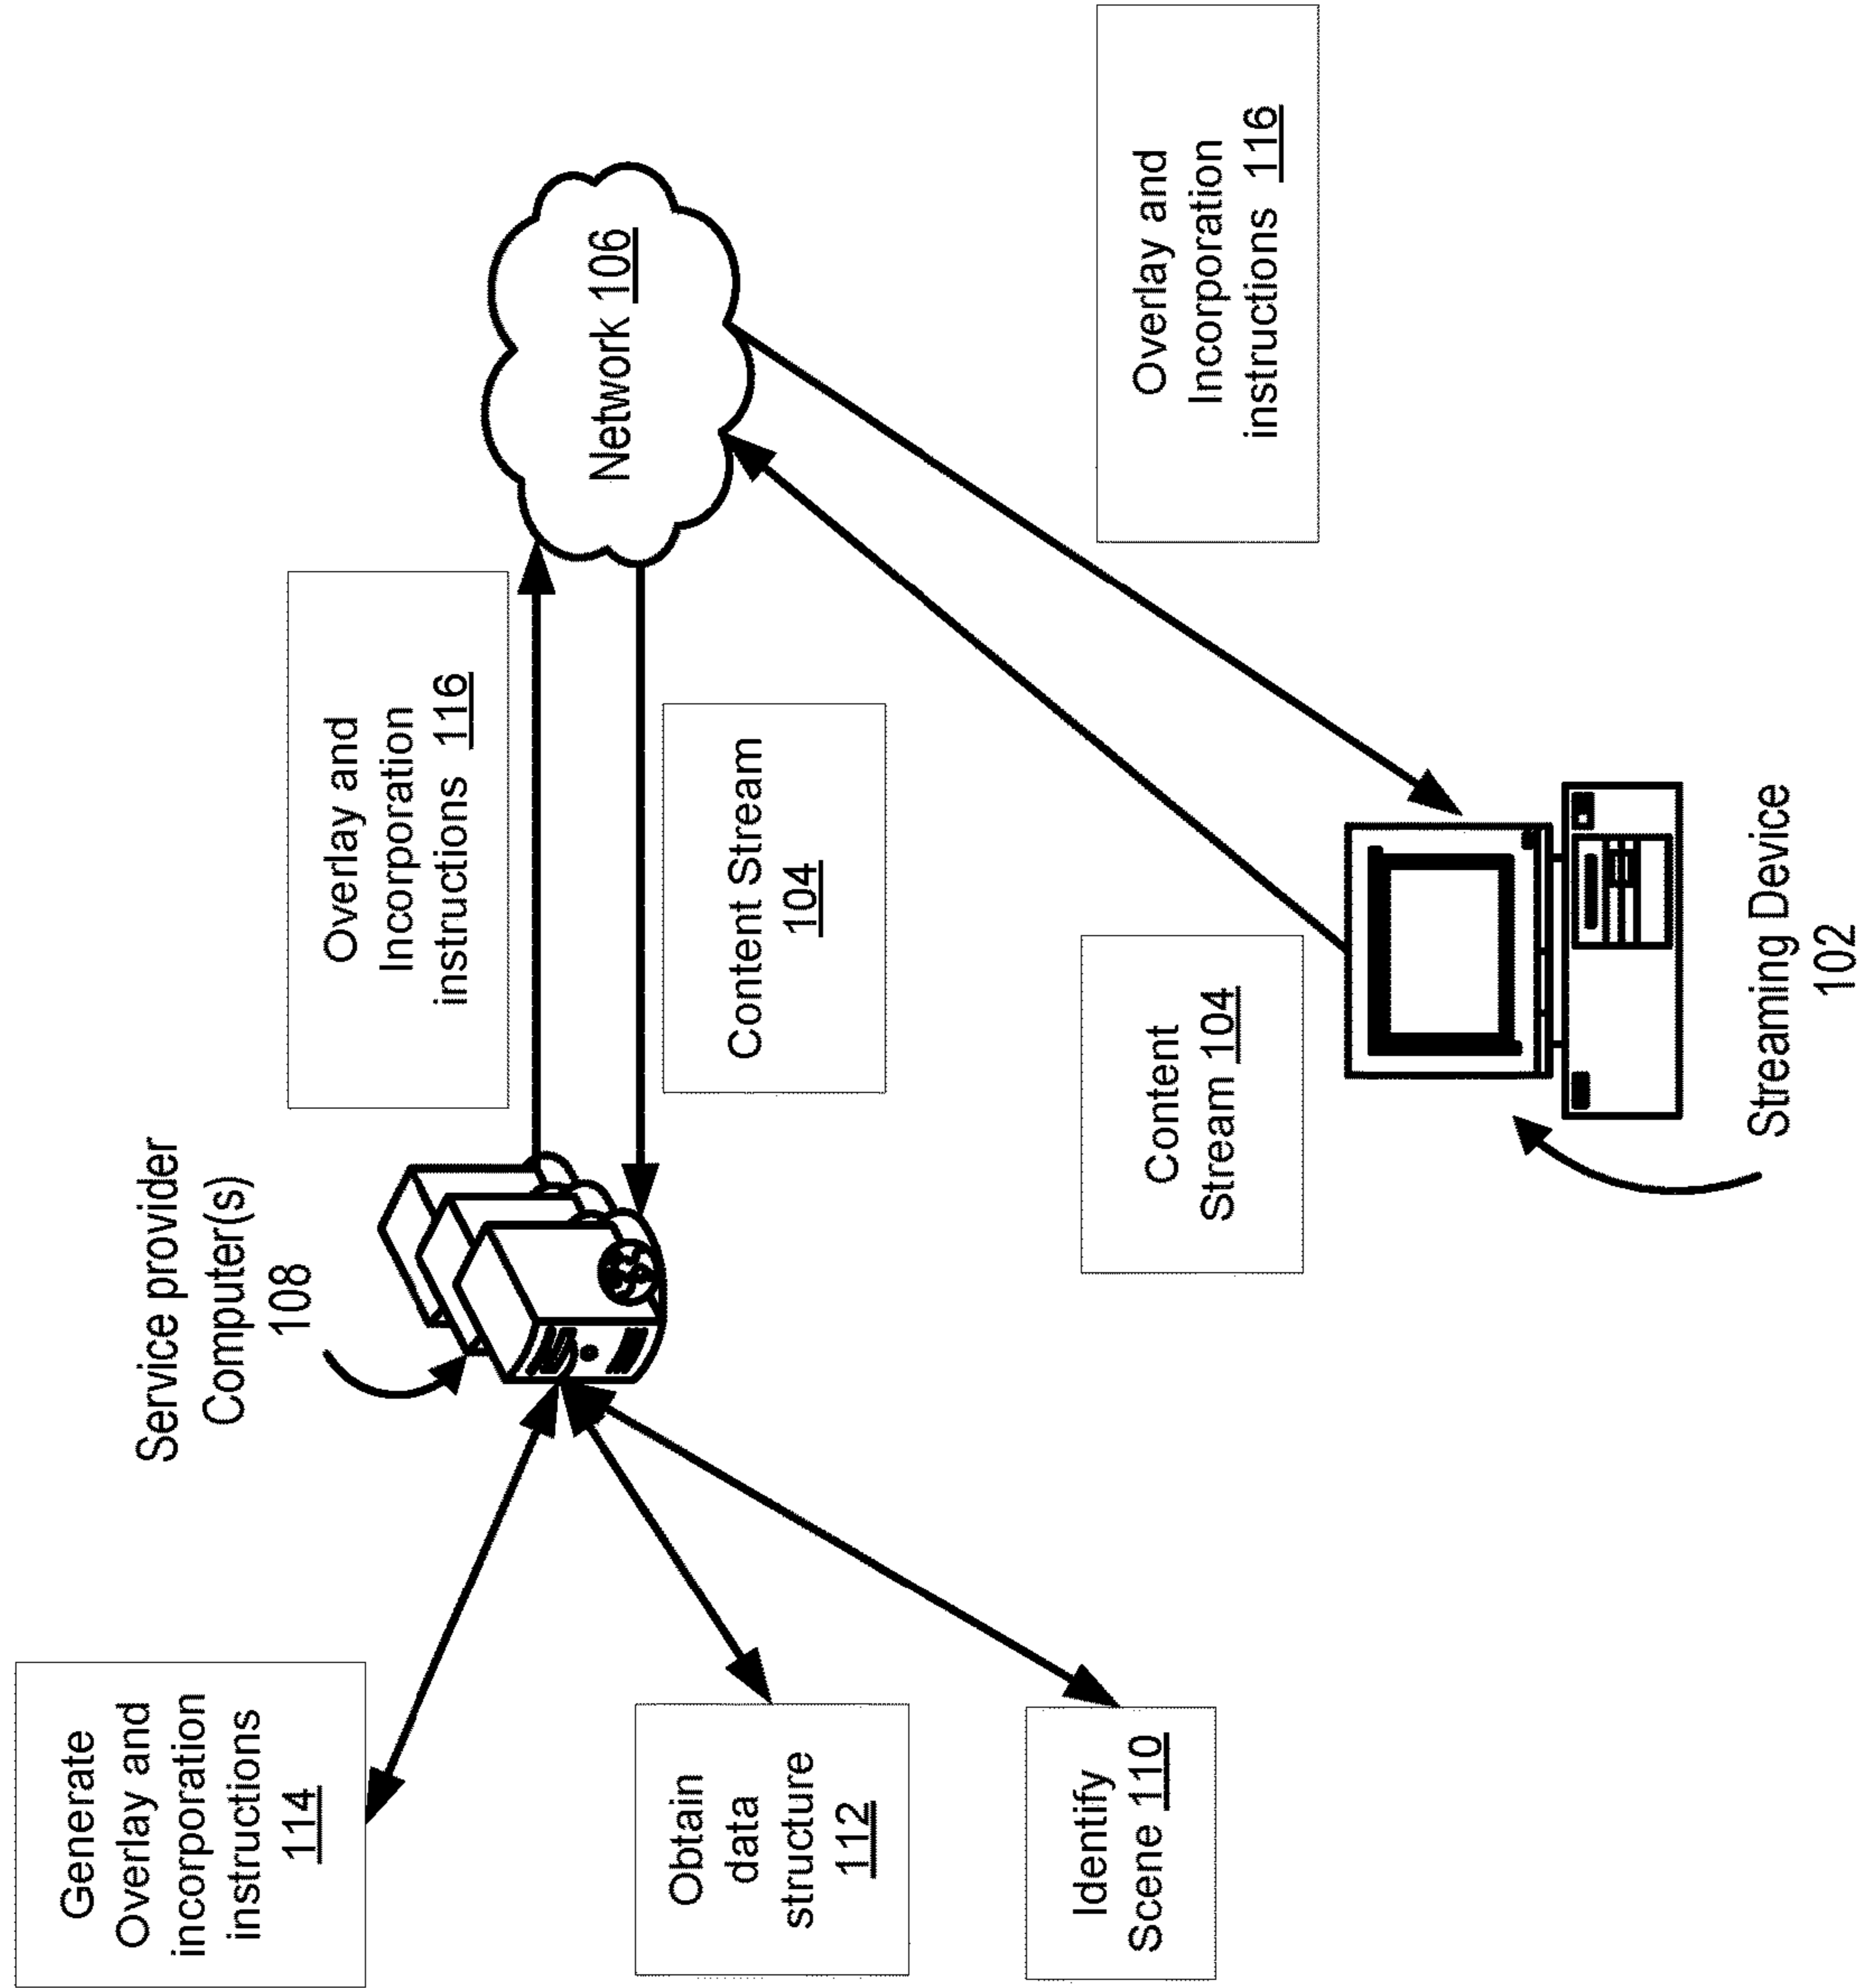 Generate
Overlay and
incorporation
instructions
114
Obtain
data
structure
112
Identify
Scene 110
Service provider
Computer(s)
108
Overlay and
Incorporation
instructions 116
Content Stream
104
Network 106
Content
Stream 104
Overlay and
Incorporation
instructions 116
Streaming Device
102